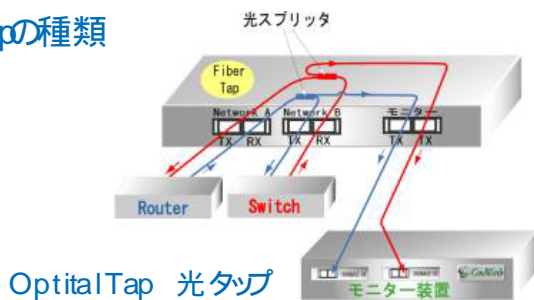 pの種類
光スプリッタ
Fiber
Tap
Network A
Network B
モニター
TX RX
TX RX
TX TX
Router
Switch
OptitalTap 光タップ
モニター装置